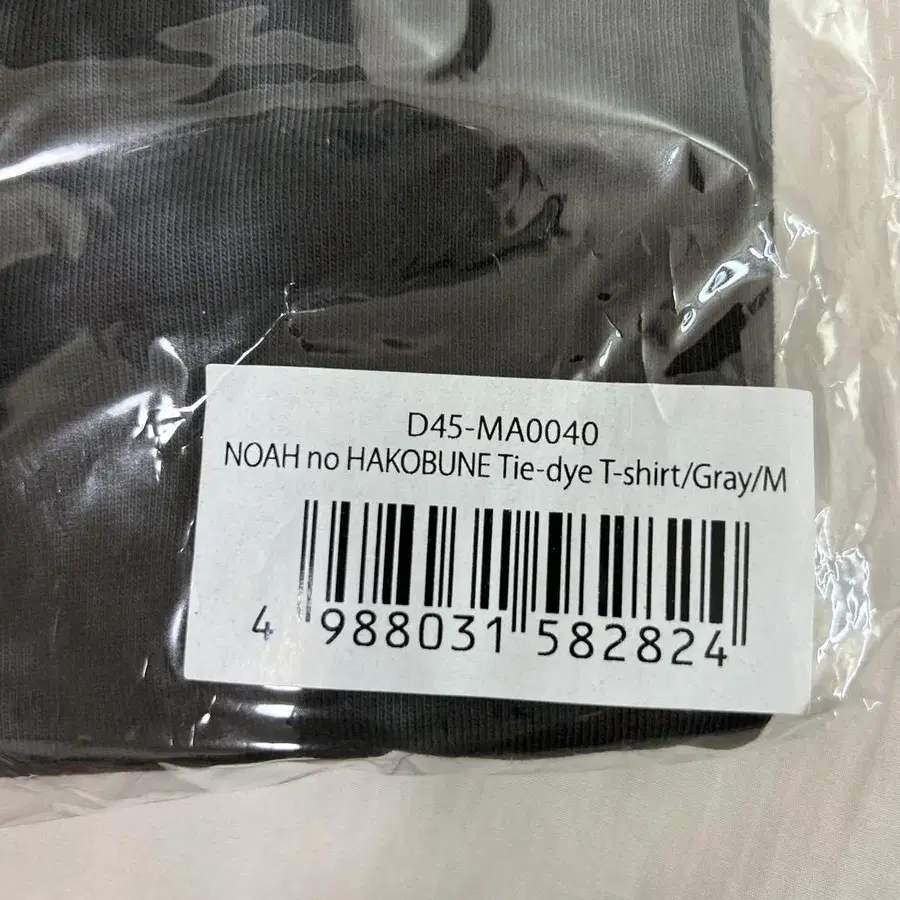 D45-MA0040
NOAH no HAKOBUNE Tie-dye T-shirt/Gray/M
4 988031 582824